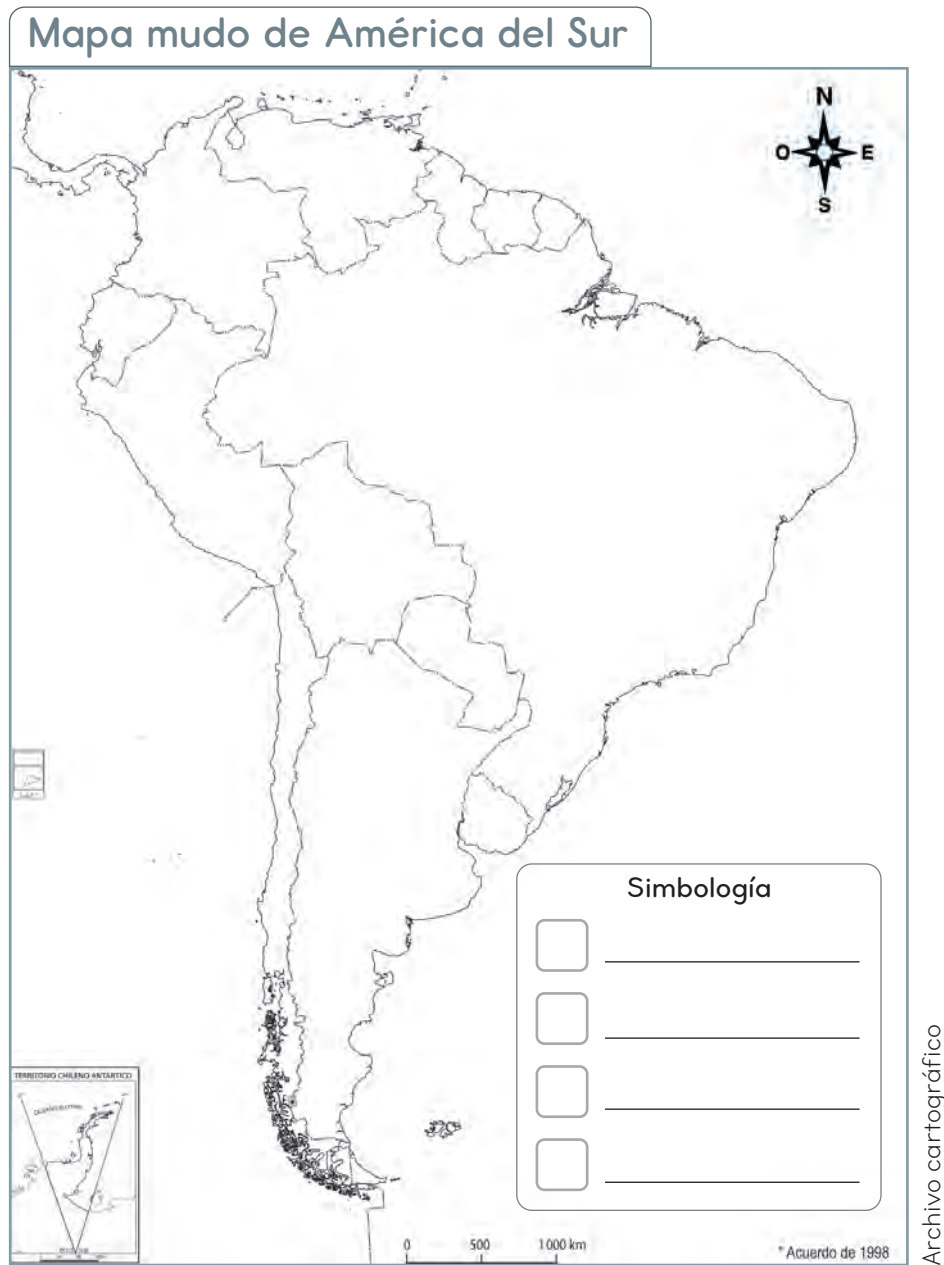 Mapa mudo de América del Sur
N
O E
S
Simbología
TERRITORIO CHILENO ANTÁRTICO
0 500 1000 km
* Acuerdo de 1998
Archivo cartográfico